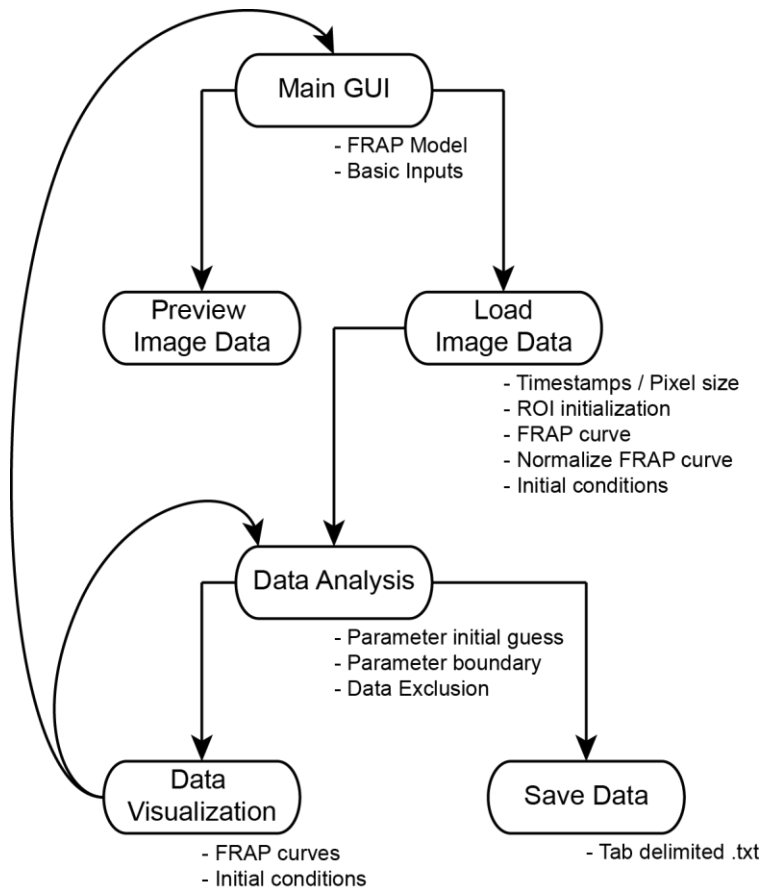 Main GUI
- FRAP Model
- Basic Inputs
Preview
Image Data
Load
Image Data
- Timestamps / Pixel size
- ROI initialization
- FRAP curve
- Normalize FRAP curve
- Initial conditions
Data Analysis
- Parameter initial guess
- Parameter boundary
- Data Exclusion
Data
Visualization
- FRAP curves
- Initial conditions
Save Data
- Tab delimited .txt